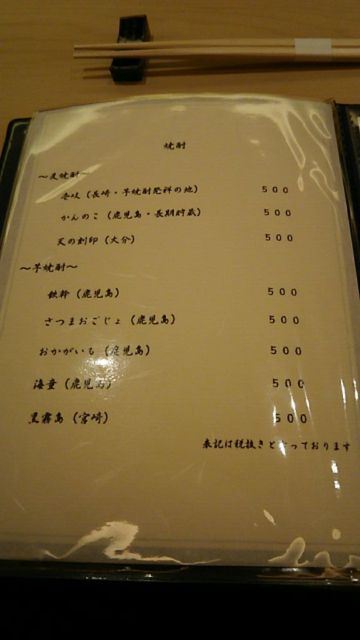 焼酎
～麦焼酎～
壱岐（長崎・芋焼酎発祥の地） 500
かんのこ（鹿児島・長期貯蔵） 500
天の刻印（大分） 500
～芋焼酎～
鉄幹（鹿児島） 500
さつまおごじょ（鹿児島） 500
おかがいも（鹿児島） 500
海童（鹿児島） 500
黒霧島（宮崎） 500
表記は税抜きとなっております